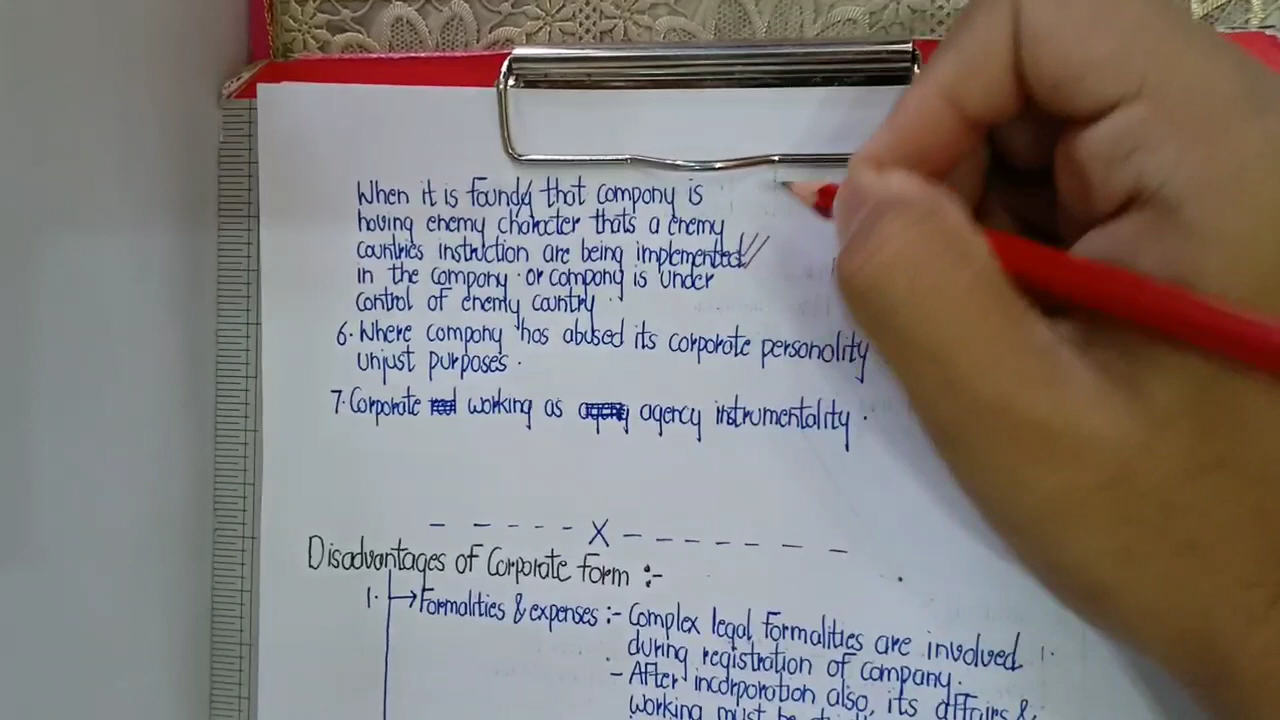 When it is found that company is
having enemy character thats a enemy
countries instruction are being implemented
in the company . or company is under
control of enemy country .
6. Where company has abused its corporate personality
unjust purposes .
7. Corporate working as agency instrumentality .
X
Disadvantages of Corporate form :-
1. → Formalities & expenses :- Complex legal formalities are involved
during registration of company.
- After incorporation also, its affairs &
working must be